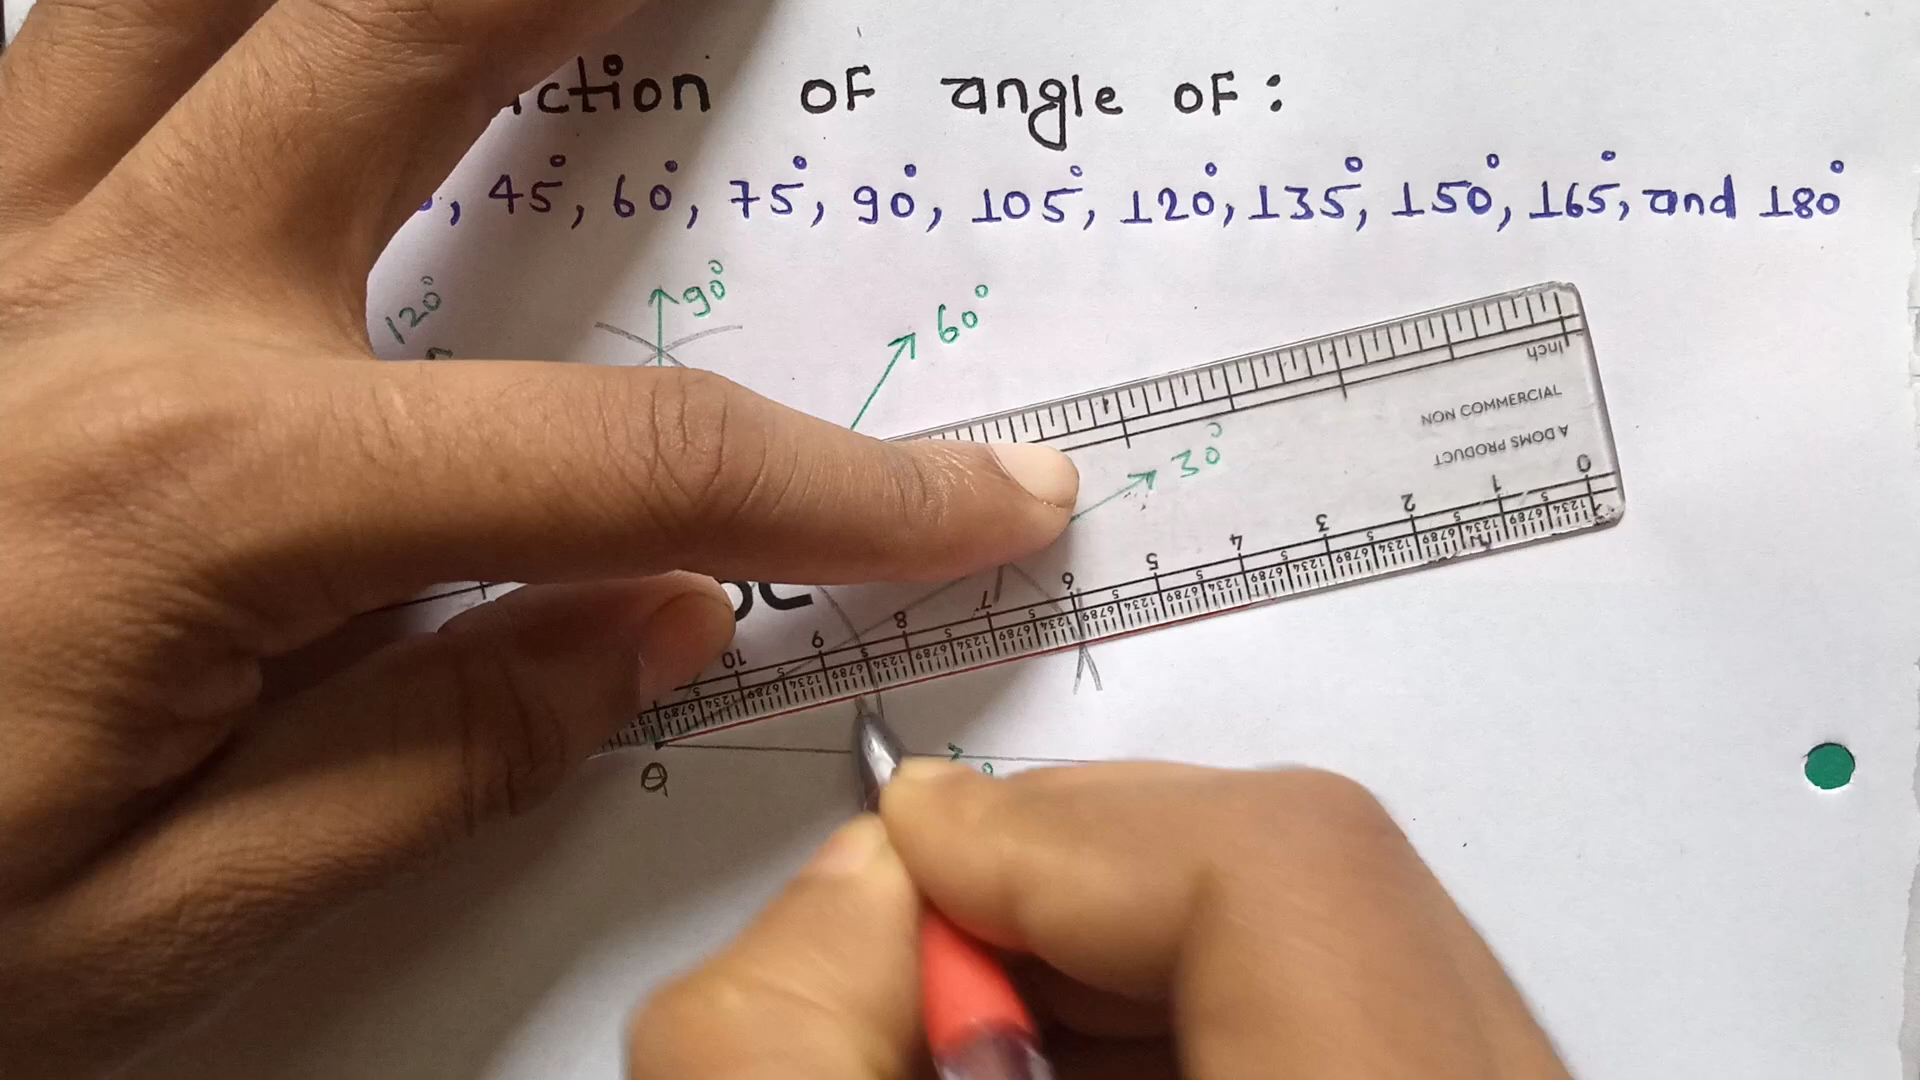 ction of angle of:
, 45°, 60°, 75°, 90°, 105°, 120°, 135°, 150°, 165°, and 180°
120° 90° 60°
Inch
NON COMMERCIAL
A DOMS PRODUCT
30°
10 9 8 7 6 5 4 3 2 1 0
Q